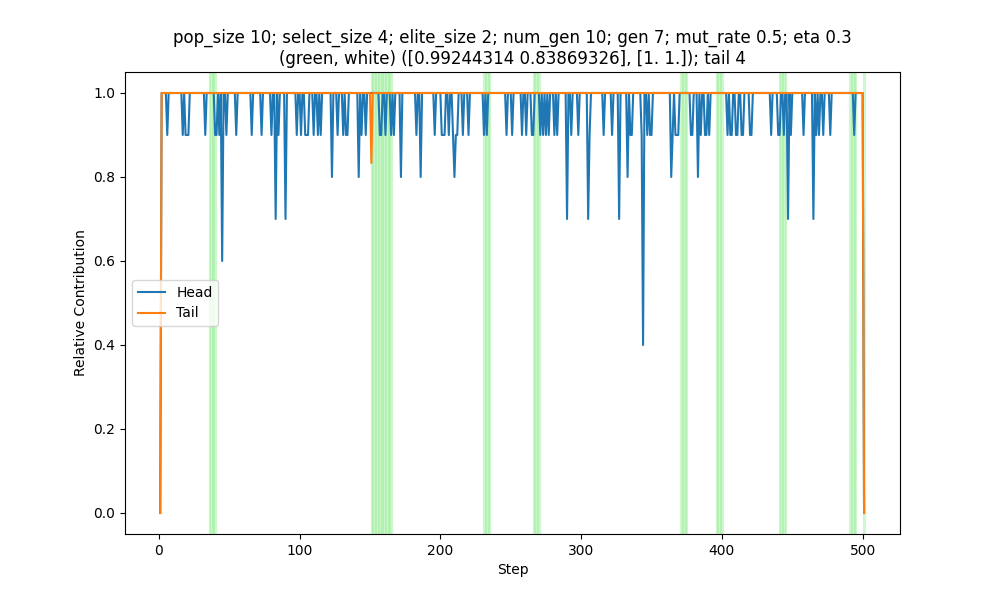 pop_size 10; select_size 4; elite_size 2; num_gen 10; gen 7; mut_rate 0.5; eta 0.3
(green, white) ([0.99244314 0.83869326], [1. 1.]); tail 4
1.0
0.8
0.6
0.4
0.2
0.0
Relative Contribution
Head
Tail
0
100
200
300
400
500
Step